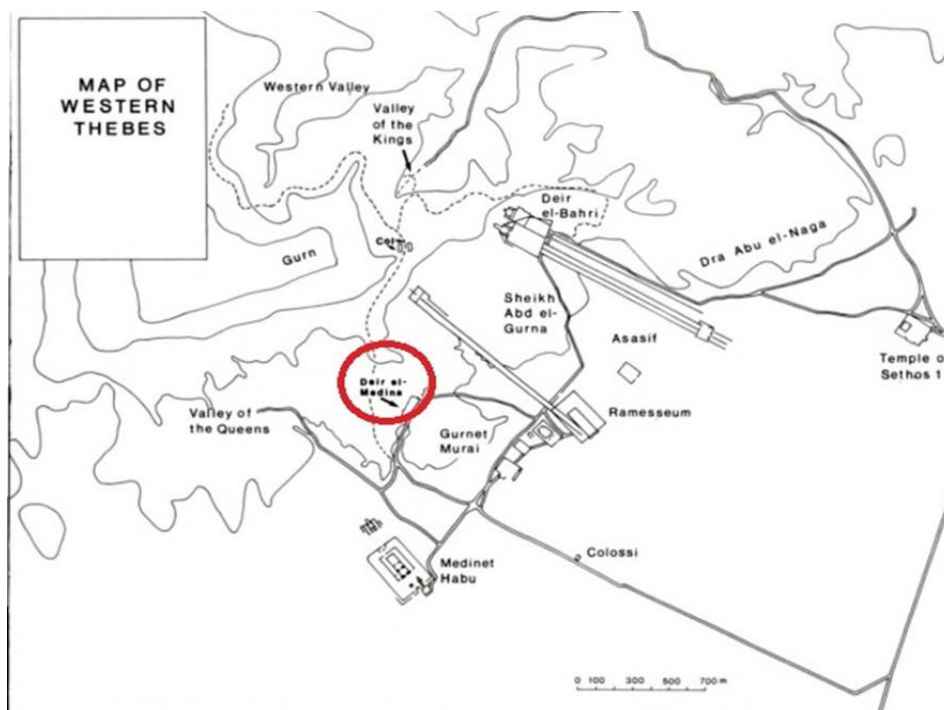 MAP OF
WESTERN
THEBES
Western Valley
Valley
of the
Kings
Deir
el-Bahri
Col
Gurn
Dra Abu el-Naga
Sheikh
Abd el-
Gurna
Asasif
Temple o
Sethos 1
Deir el-
Medina
Ramesseum
Valley of
the Queens
Gurnet
Murai
Colossi
Medinet
Habu
0 100 300 500 700 m